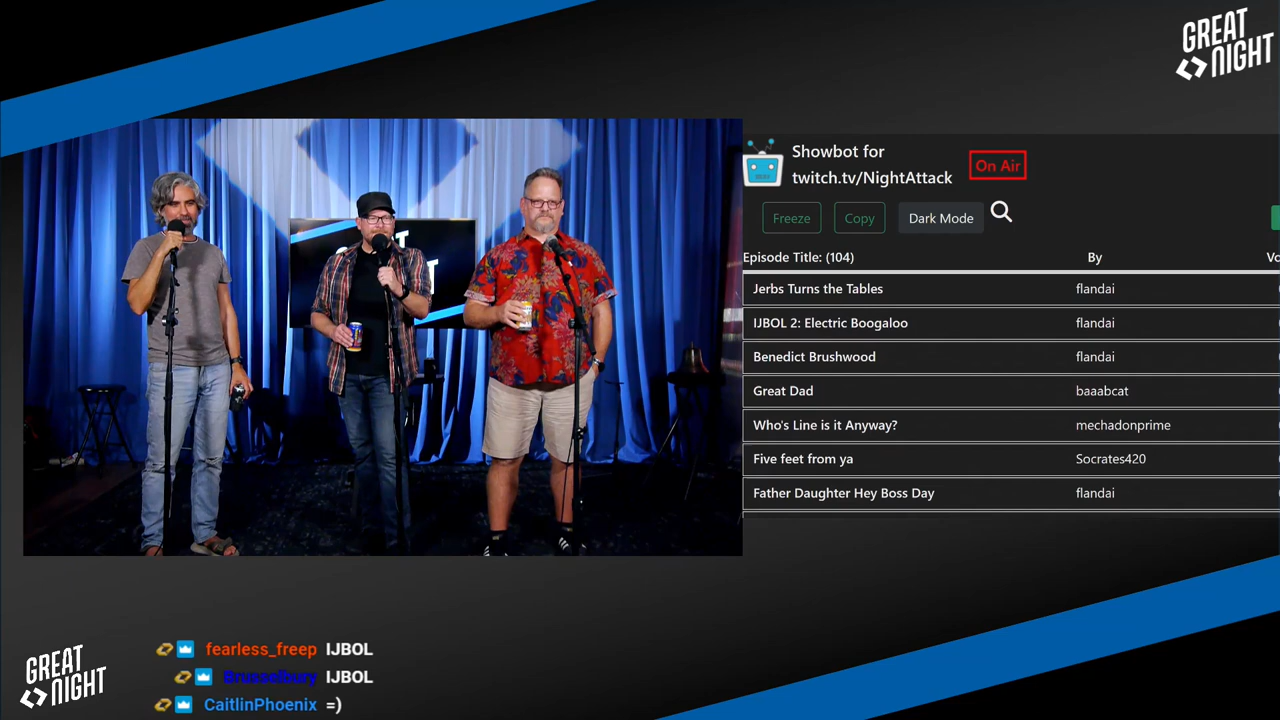 GREAT
NIGHT
Showbot for
twitch.tv/NightAttack
On Air
Freeze
Copy
Dark Mode
Episode Title: (104)
By
Jerbs Turns the Tables
flandai
IJBOL 2: Electric Boogaloo
flandai
Benedict Brushwood
flandai
Great Dad
baaabcat
Who's Line is it Anyway?
mechadonprime
Five feet from ya
Socrates420
Father Daughter Hey Boss Day
flandai
GREAT
NIGHT
fearless_freep IJBOL
Brusselbury IJBOL
CaitlinPhoenix =)